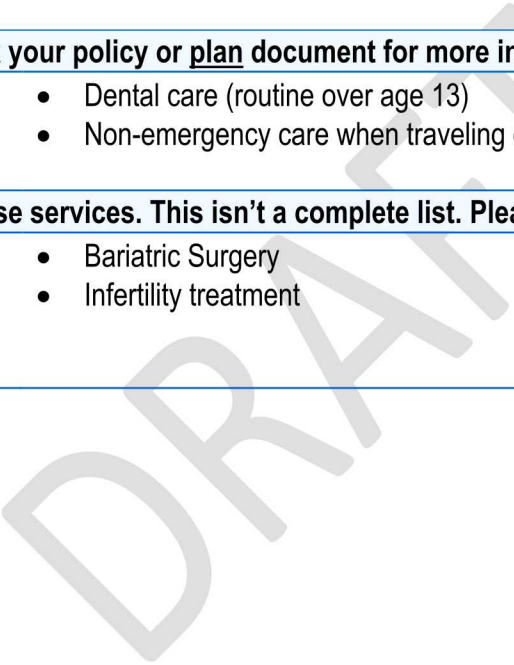 your policy or plan document for more in
• Dental care (routine over age 13)
• Non-emergency care when traveling
se services. This isn’t a complete list. Plea
• Bariatric Surgery
• Infertility treatment
DRAF